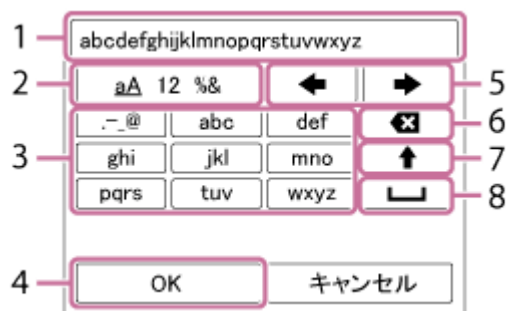 1 abcdefghijklmnopqrstuvwxyz
2 aA 12 %& 5
.-_@ abc def 6
3 ghi jkl mno 7
pqrs tuv wxyz 8
4 OK キャンセル